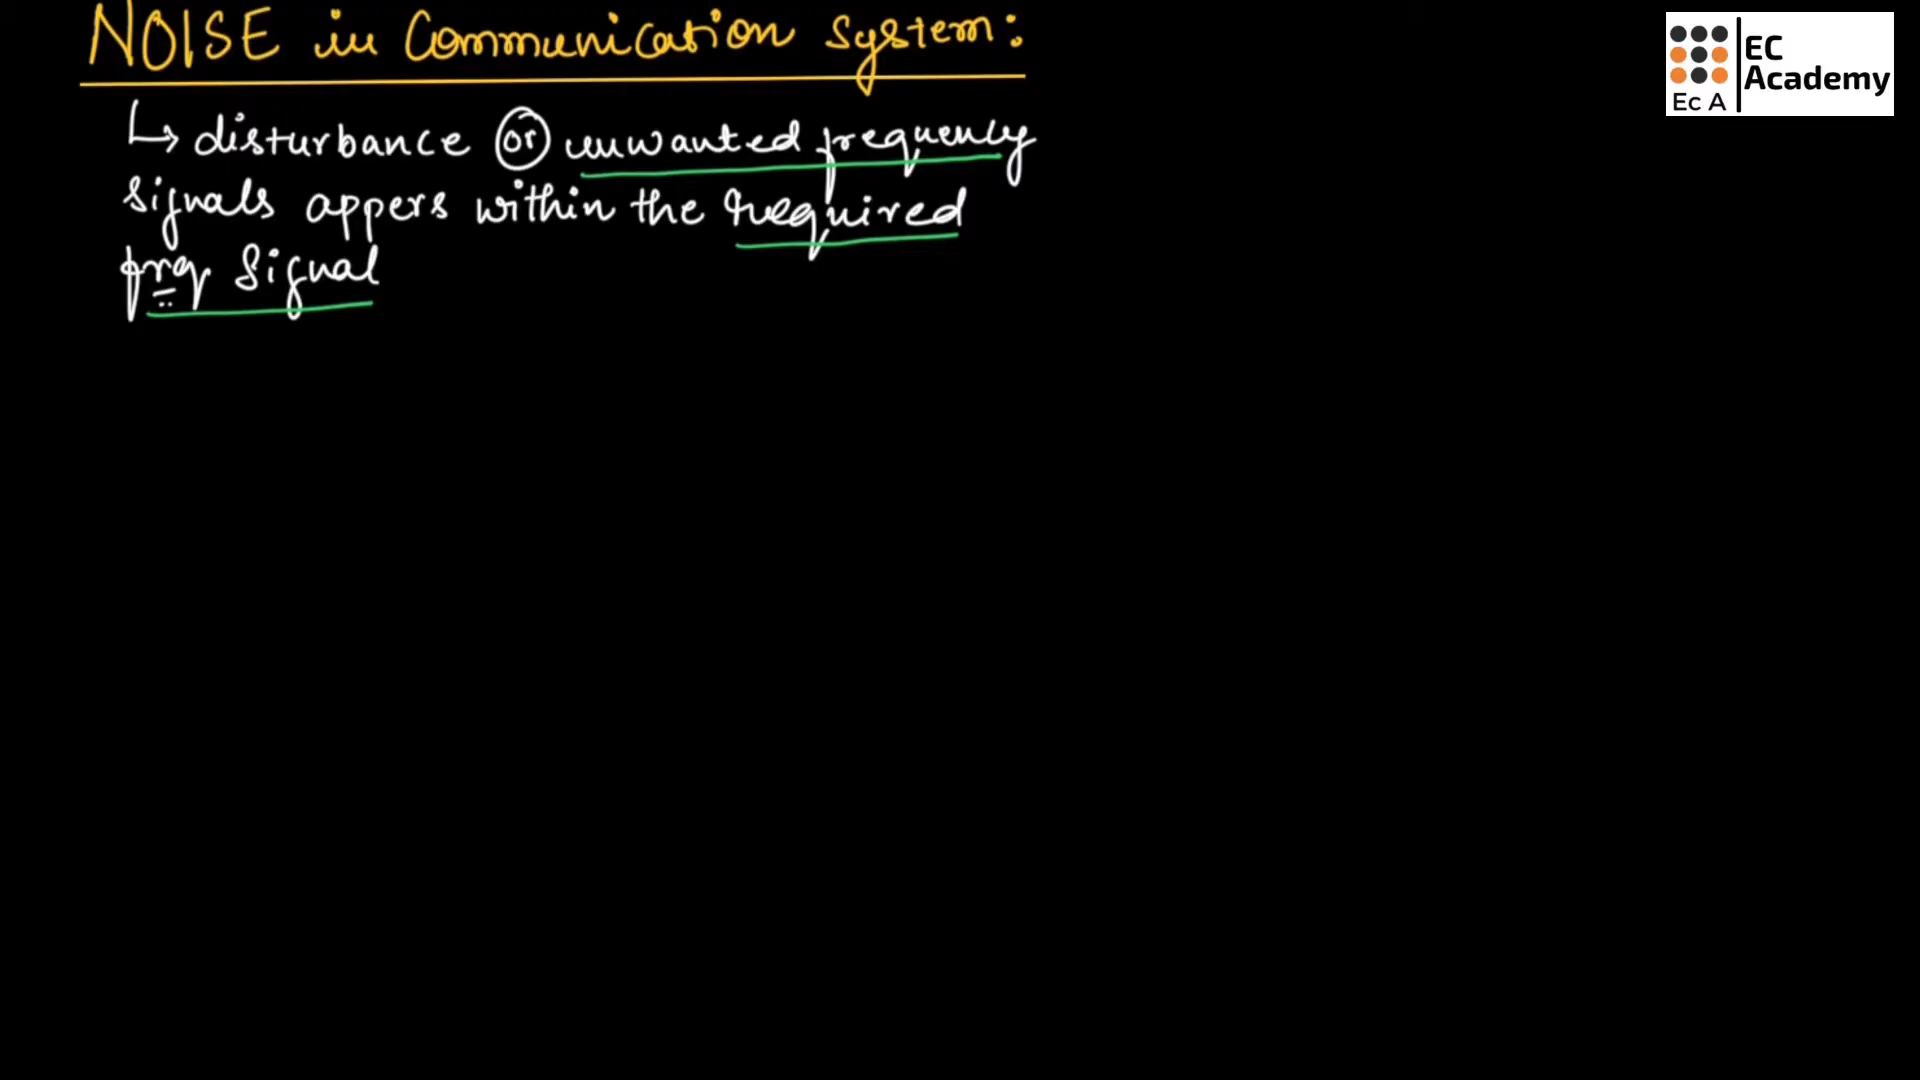 NOISE in Communication System:
↳ disturbance or unwanted frequency
signals appers within the required
frq Signal
EC
Academy
Ec A